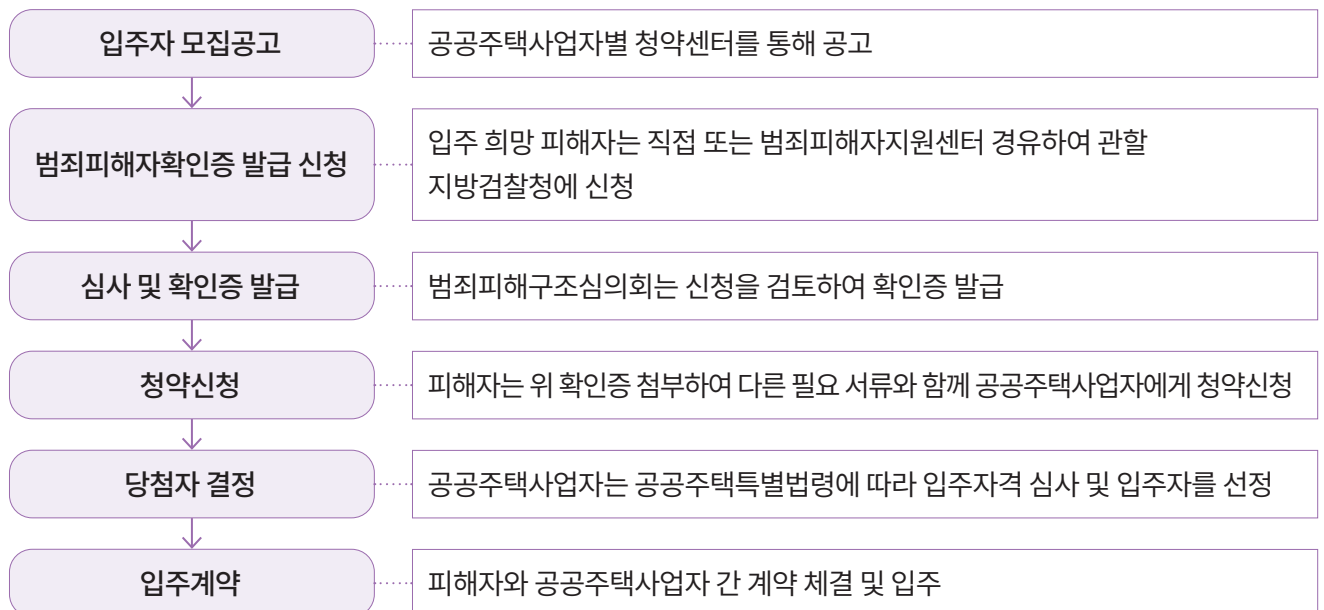 입주자 모집공고
공공주택사업자별 청약센터를 통해 공고
범죄피해자확인증 발급 신청
입주 희망 피해자는 직접 또는 범죄피해자지원센터 경유하여 관할
지방검찰청에 신청
심사 및 확인증 발급
범죄피해구조심의회는 신청을 검토하여 확인증 발급
청약신청
피해자는 위 확인증 첨부하여 다른 필요 서류와 함께 공공주택사업자에게 청약신청
당첨자 결정
공공주택사업자는 공공주택특별법령에 따라 입주자격 심사 및 입주자를 선정
입주계약
피해자와 공공주택사업자 간 계약 체결 및 입주